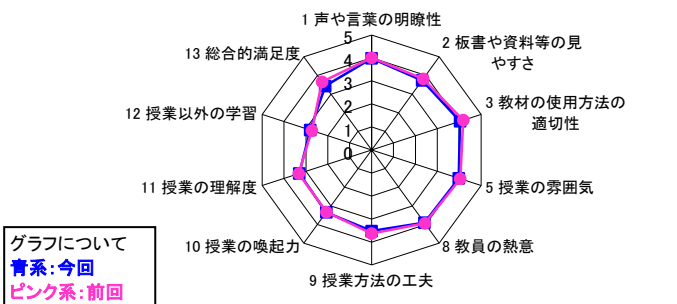 1 声や言葉の明瞭性
2 板書や資料等の見
やすさ
3 教材の使用方法の
適切性
5 授業の雰囲気
8 教員の熱意
9 授業方法の工夫
10 授業の喚起力
11 授業の理解度
12 授業以外の学習
13 総合的満足度
5
4
3
2
1
0
グラフについて
青系：今回
ピンク系：前回